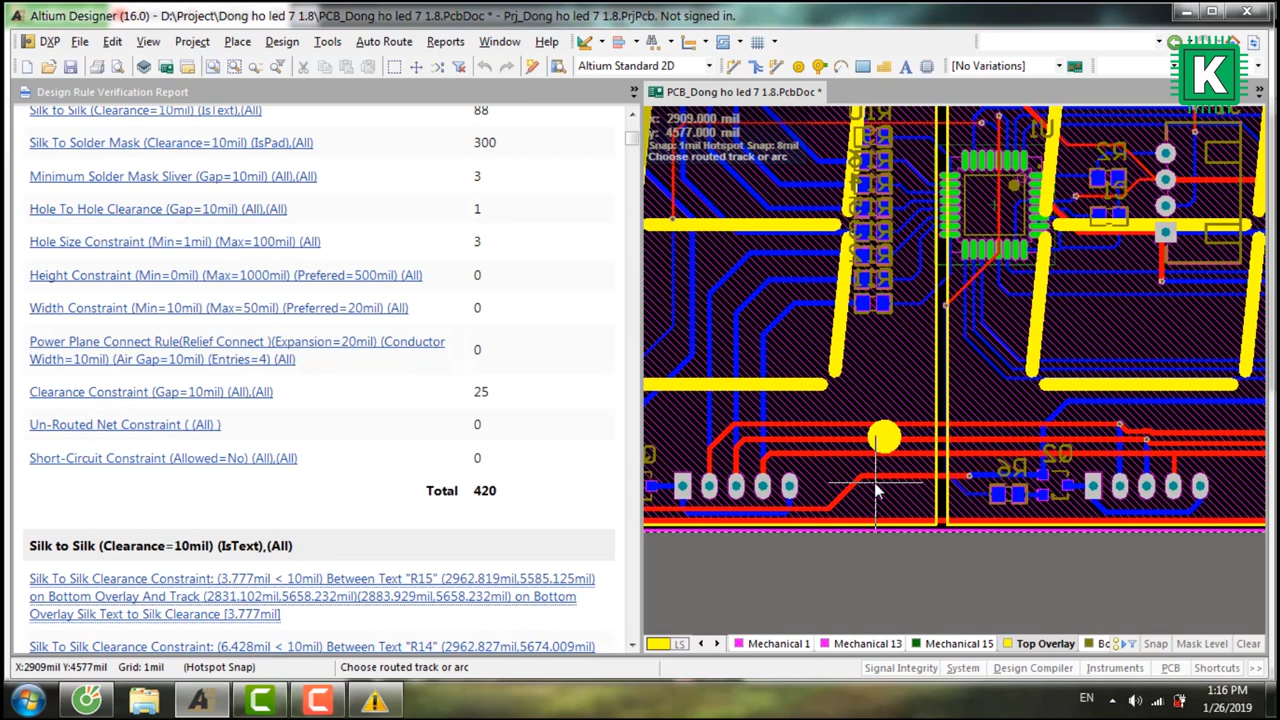 Altium Designer (16.0) - D:\Project\Dong ho led 7 1.8\PCB_Dong ho led 7 1.8.PcbDoc * - Prj_Dong ho led 7 1.8.PrjPcb. Not signed in.
DXP File Edit View Project Place Design Tools Auto Route Reports Window Help
Altium Standard 2D [No Variations]
K
Design Rule Verification Report
PCB_Dong ho led 7 1.8.PcbDoc *
Silk to Silk (Clearance=10mil) (IsText),(All) 88
Silk To Solder Mask (Clearance=10mil) (IsPad),(All) 300
Minimum Solder Mask Sliver (Gap=10mil) (All),(All) 3
Hole To Hole Clearance (Gap=10mil) (All),(All) 1
Hole Size Constraint (Min=1mil) (Max=100mil) (All) 3
Height Constraint (Min=0mil) (Max=1000mil) (Prefered=500mil) (All) 0
Width Constraint (Min=10mil) (Max=50mil) (Preferred=20mil) (All) 0
Power Plane Connect Rule(Relief Connect )(Expansion=20mil) (Conductor
Width=10mil) (Air Gap=10mil) (Entries=4) (All) 0
Clearance Constraint (Gap=10mil) (All),(All) 25
Un-Routed Net Constraint ( (All) ) 0
Short-Circuit Constraint (Allowed=No) (All),(All) 0
Total 420
Silk to Silk (Clearance=10mil) (IsText),(All)
Silk To Silk Clearance Constraint: (3.777mil < 10mil) Between Text "R15" (2962.819mil,5585.125mil)
on Bottom Overlay And Track (2831.102mil,5658.232mil)(2883.929mil,5658.232mil) on Bottom
Overlay Silk Text to Silk Clearance [3.777mil]
Silk To Silk Clearance Constraint: (6.428mil < 10mil) Between Text "R14" (2962.827mil,5674.009mil)
x: 2909.000 mil
y: 4577.000 mil
Snap: 1mil Hotspot Snap: 8mil
Choose routed track or arc
U1
R2
R6
Q2
LS Mechanical 1 Mechanical 13 Mechanical 15 Top Overlay Bo Snap Mask Level Clear
X:2909mil Y:4577mil Grid: 1mil (Hotspot Snap) Choose routed track or arc Signal Integrity System Design Compiler Instruments PCB Shortcuts >>
EN
1:16 PM
1/26/2019